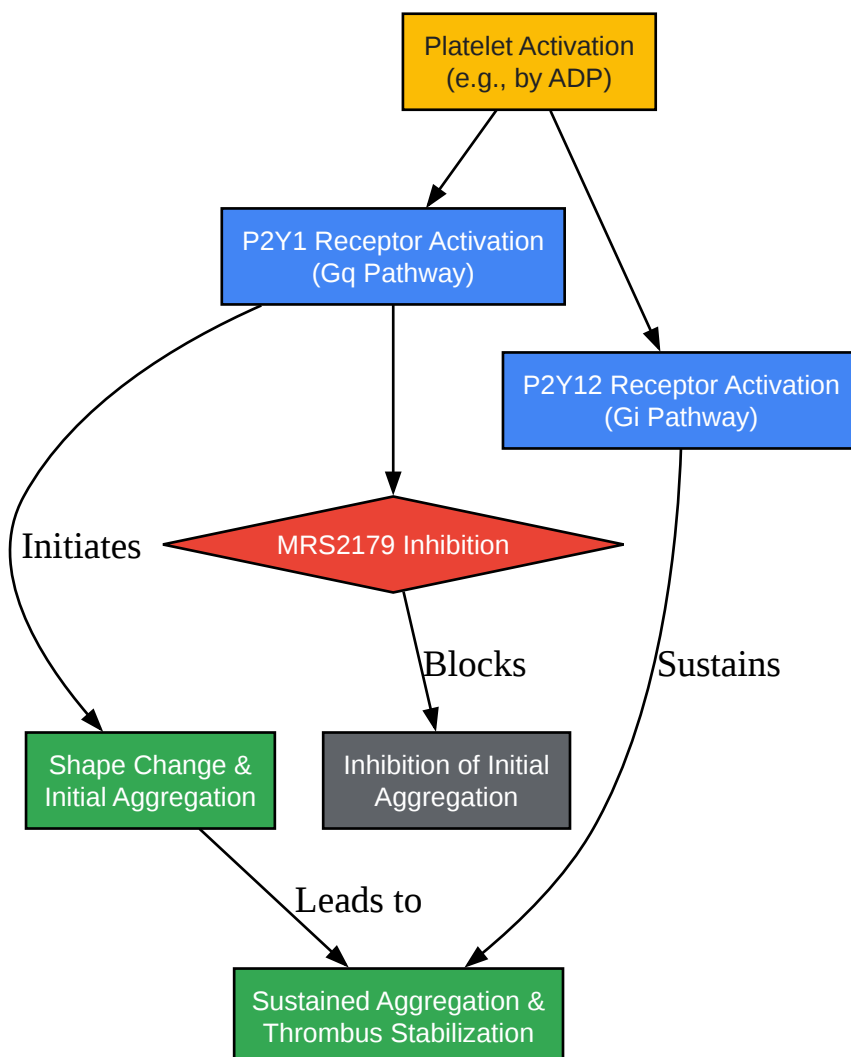 Platelet Activation
(e.g., by ADP)
P2Y1 Receptor Activation
(Gq Pathway)
P2Y12 Receptor Activation
(Gi Pathway)
MRS2179 Inhibition
Initiates
Blocks
Sustains
Shape Change &
Initial Aggregation
Inhibition of Initial
Aggregation
Leads to
Sustained Aggregation &
Thrombus Stabilization